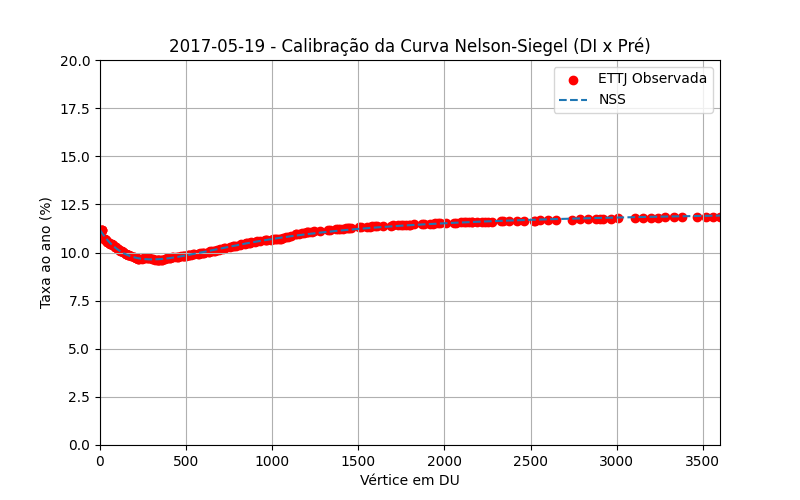 2017-05-19 - Calibração da Curva Nelson-Siegel (DI x Pré)
20.0
17.5
15.0
12.5
10.0
7.5
5.0
2.5
0.0
Taxa ao ano (%)
ETTJ Observada
NSS
0 500 1000 1500 2000 2500 3000 3500
Vértice em DU